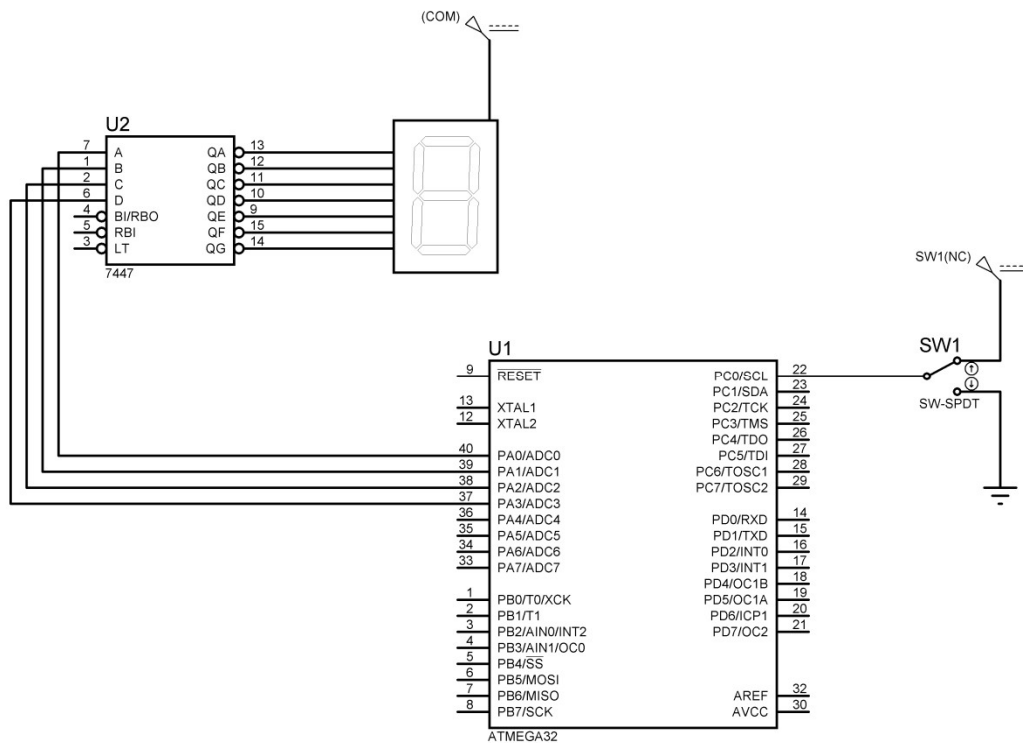 (COM)
U2
7 A QA 13
1 B QB 12
2 C QC 11
6 D QD 10
4 BI/RBO QE 9
5 RBI QF 15
3 LT QG 14
7447
SW1(NC)
SW1
SW-SPDT
U1
9 RESET PC0/SCL 22
PC1/SDA 23
13 XTAL1 PC2/TCK 24
12 XTAL2 PC3/TMS 25
PC4/TDO 26
40 PA0/ADC0 PC5/TDI 27
39 PA1/ADC1 PC6/TOSC1 28
38 PA2/ADC2 PC7/TOSC2 29
37 PA3/ADC3
36 PA4/ADC4 PD0/RXD 14
35 PA5/ADC5 PD1/TXD 15
34 PA6/ADC6 PD2/INT0 16
33 PA7/ADC7 PD3/INT1 17
PD4/OC1B 18
1 PB0/T0/XCK PD5/OC1A 19
2 PB1/T1 PD6/ICP1 20
3 PB2/AIN0/INT2 PD7/OC2 21
4 PB3/AIN1/OC0
5 PB4/SS
6 PB5/MOSI
7 PB6/MISO AREF 32
8 PB7/SCK AVCC 30
ATMEGA32